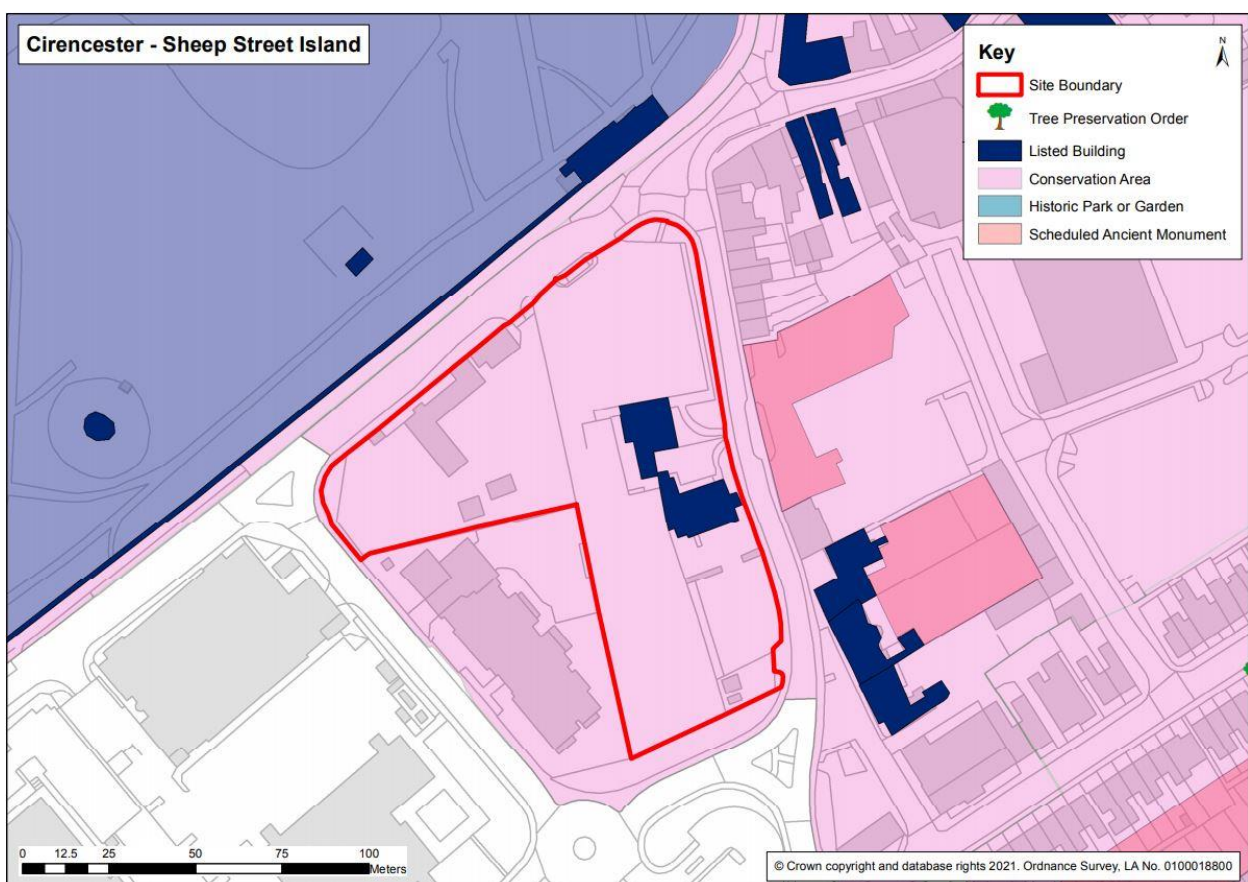 Cirencester - Sheep Street Island
Key
N
Site Boundary
Tree Preservation Order
Listed Building
Conservation Area
Historic Park or Garden
Scheduled Ancient Monument
0 12.5 25 50 75 100
Meters
© Crown copyright and database rights 2021. Ordnance Survey, LA No. 0100018800